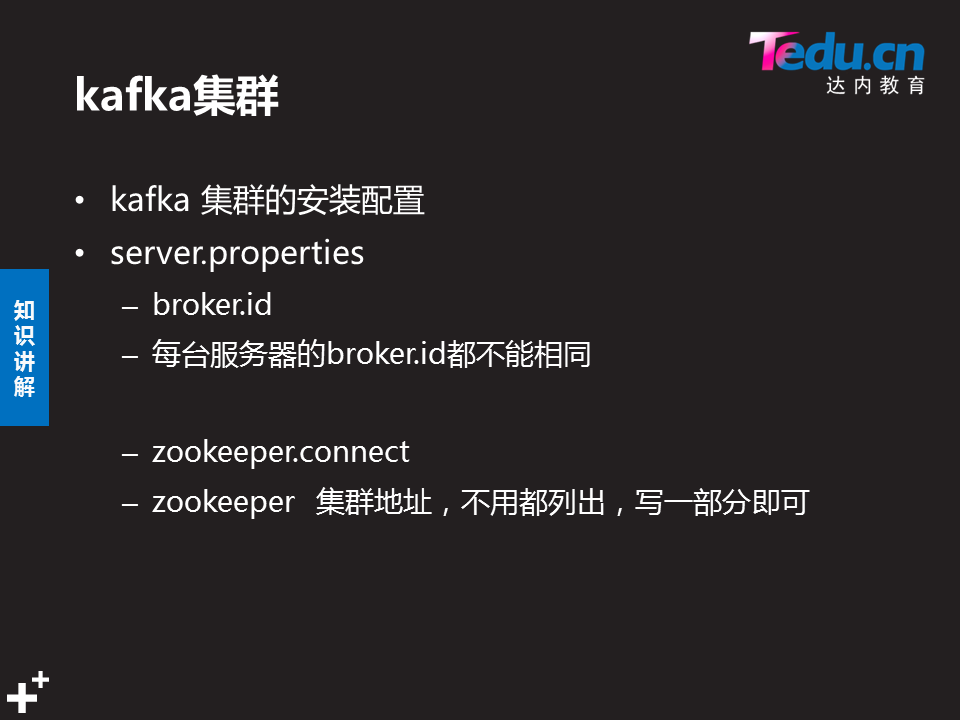 Tedu.cn
达内教育
kafka集群
• kafka 集群的安装配置
• server.properties
– broker.id
– 每台服务器的broker.id都不能相同
– zookeeper.connect
– zookeeper 集群地址，不用都列出，写一部分即可
知
识
讲
解